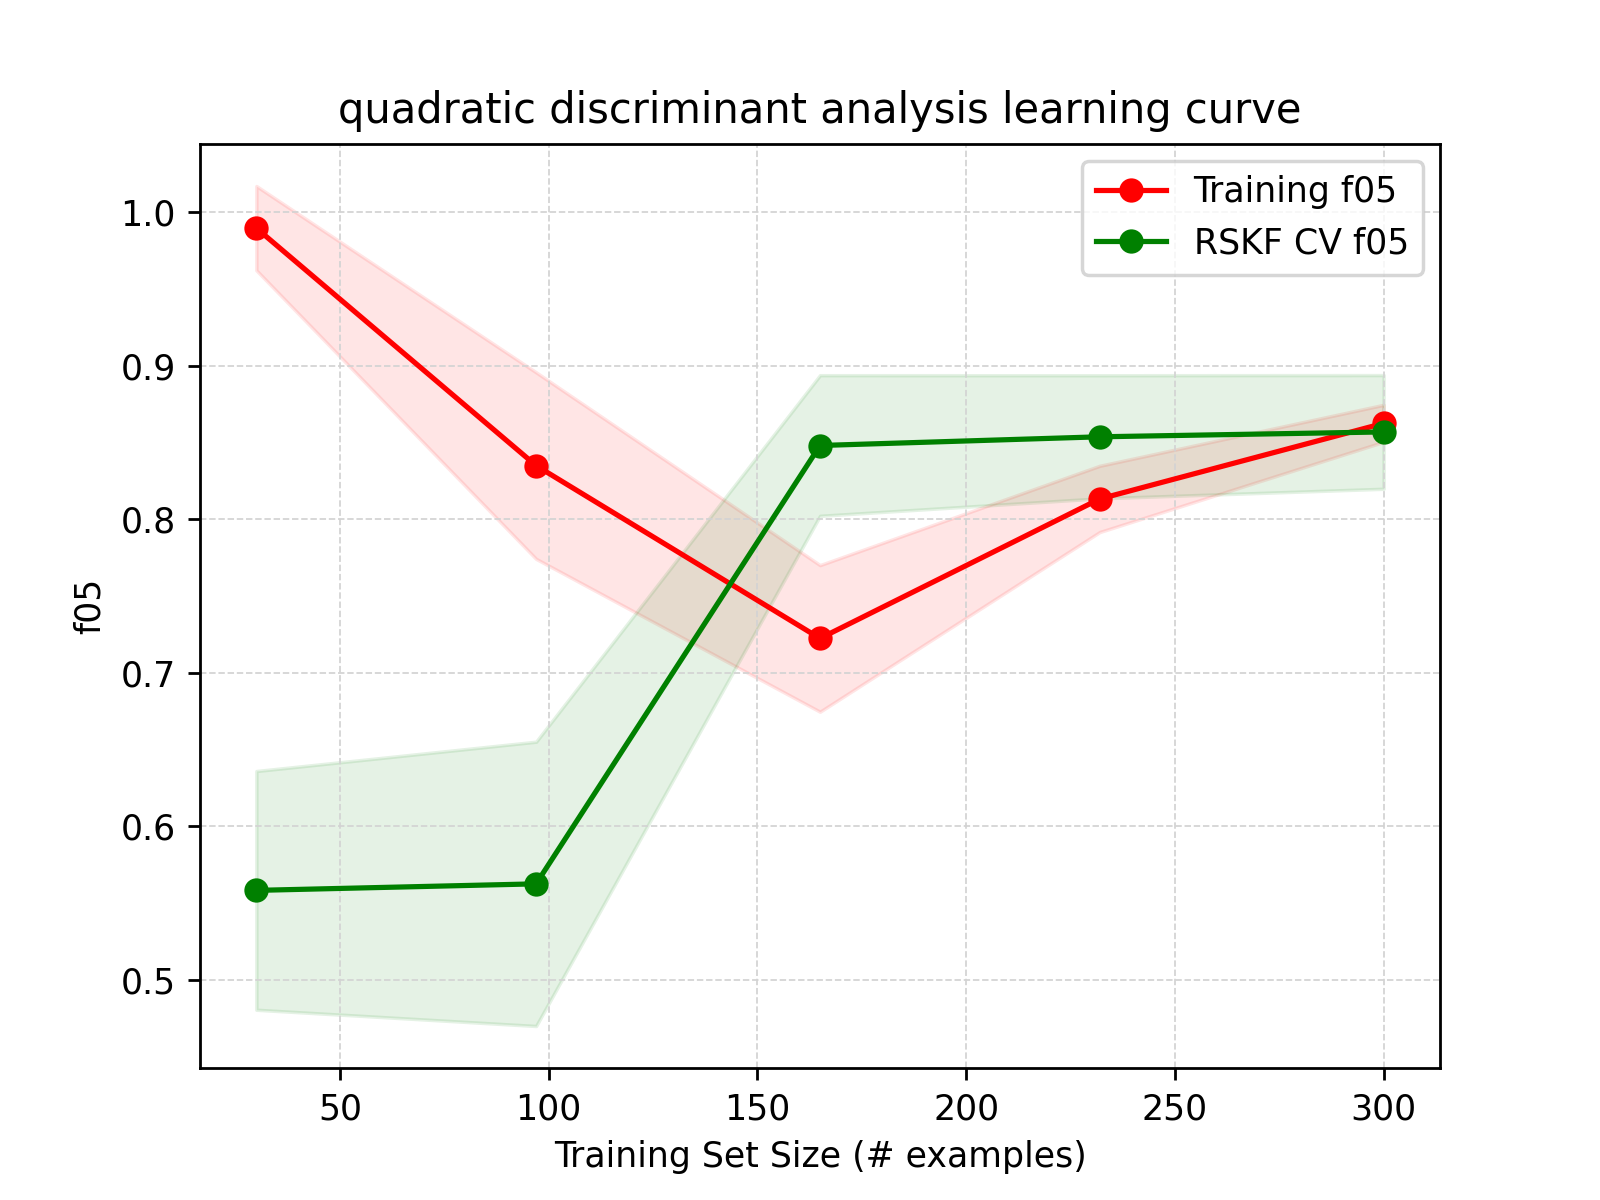 quadratic discriminant analysis learning curve
Training f05
RSKF CV f05
1.0
0.9
0.8
0.7
0.6
0.5
f05
50 100 150 200 250 300
Training Set Size (# examples)